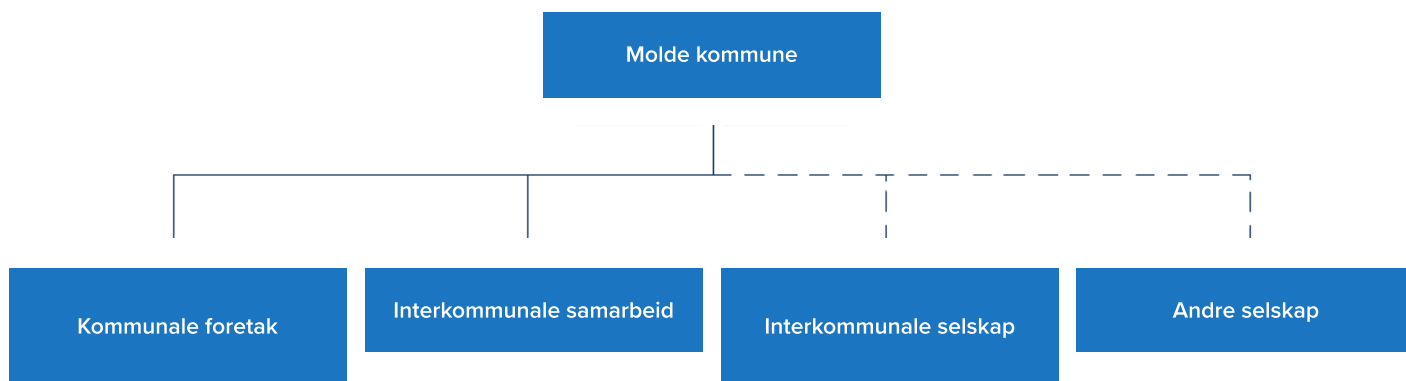 Molde kommune
Kommunale foretak
Interkommunale samarbeid
Interkommunale selskap
Andre selskap